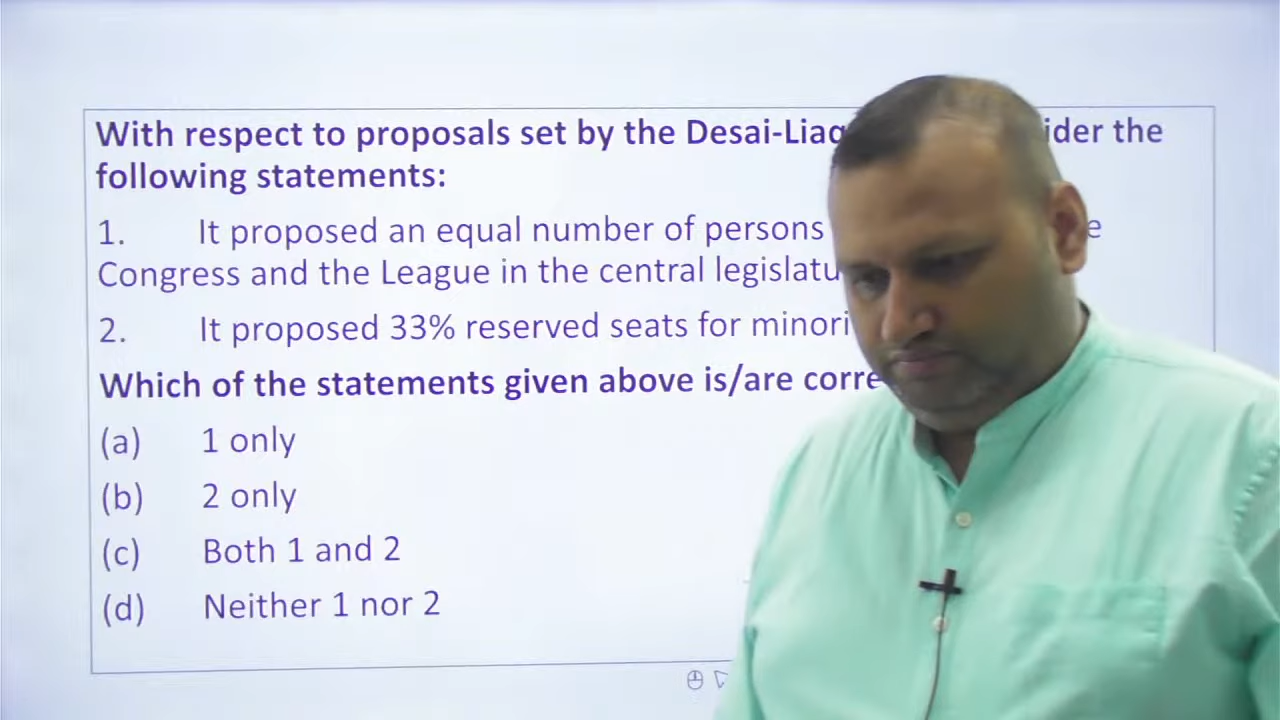 With respect to proposals set by the Desai-Liaq ider the
following statements:
1. It proposed an equal number of persons e
Congress and the League in the central legislatu
2. It proposed 33% reserved seats for minori
Which of the statements given above is/are corre
(a) 1 only
(b) 2 only
(c) Both 1 and 2
(d) Neither 1 nor 2